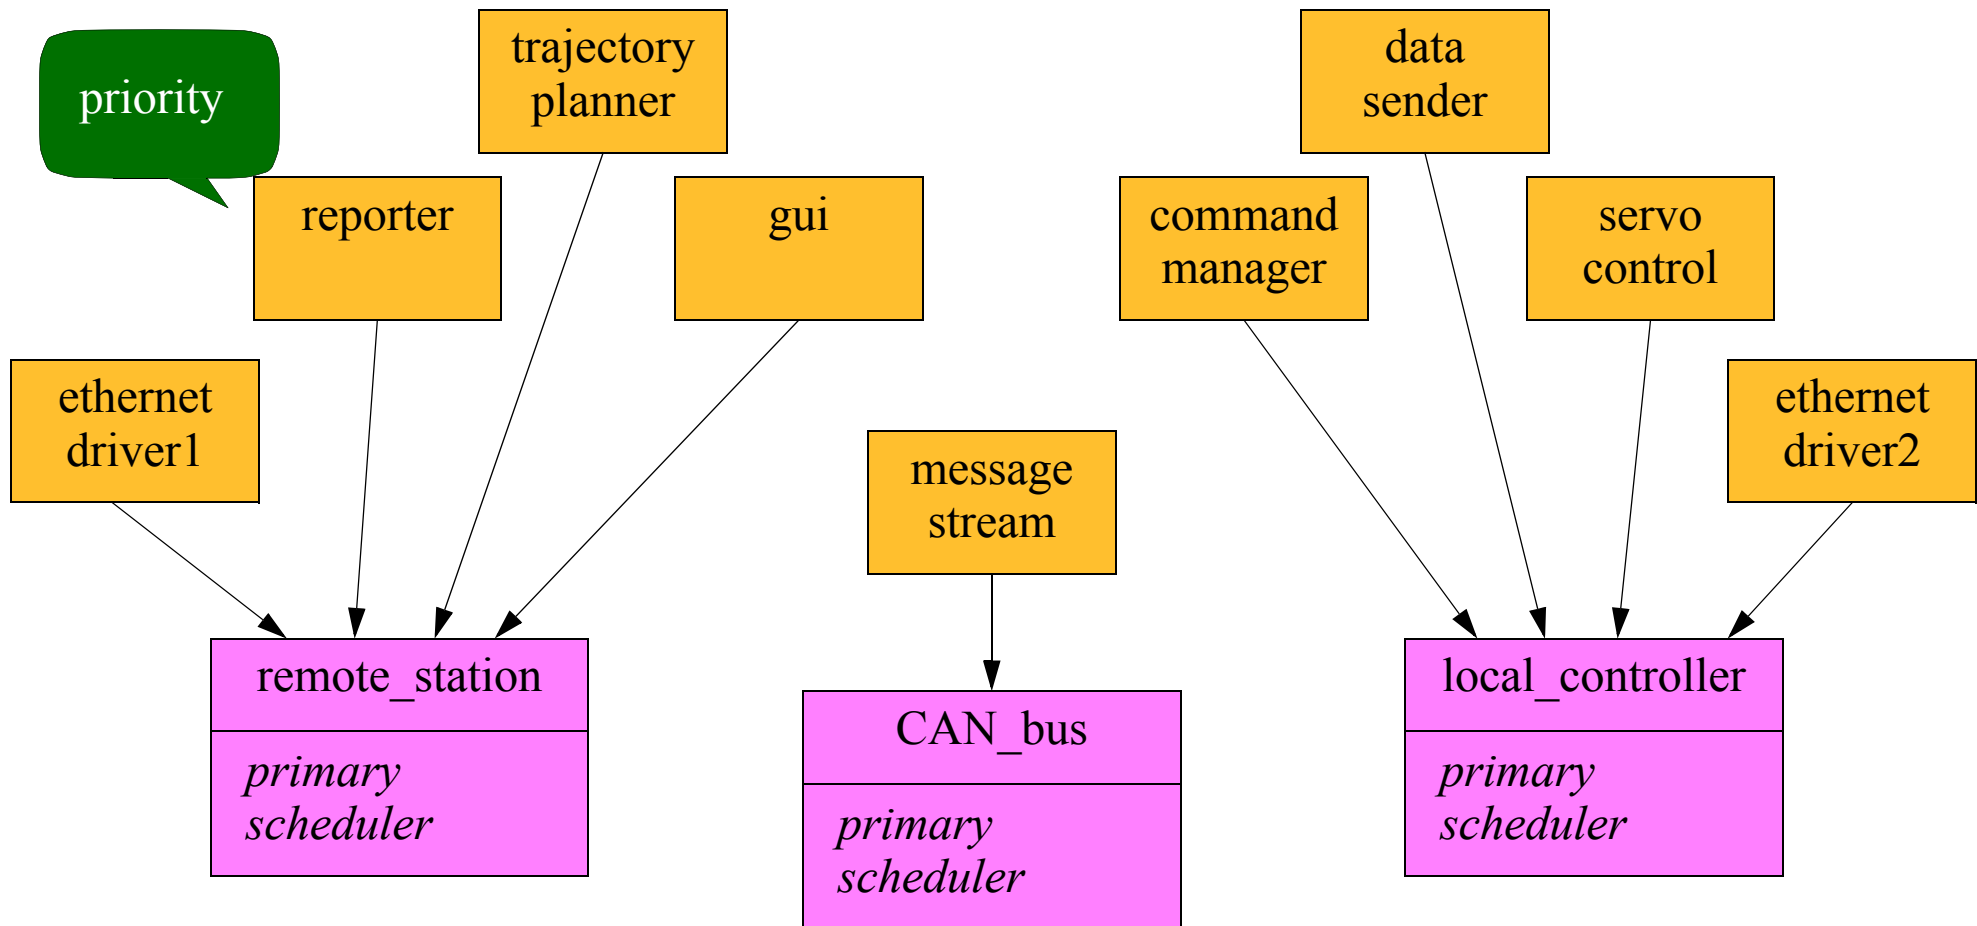 priority
trajectory
planner
data
sender
reporter
gui
command
manager
servo
control
ethernet
driver1
message
stream
ethernet
driver2
remote_station
primary
scheduler
CAN_bus
primary
scheduler
local_controller
primary
scheduler